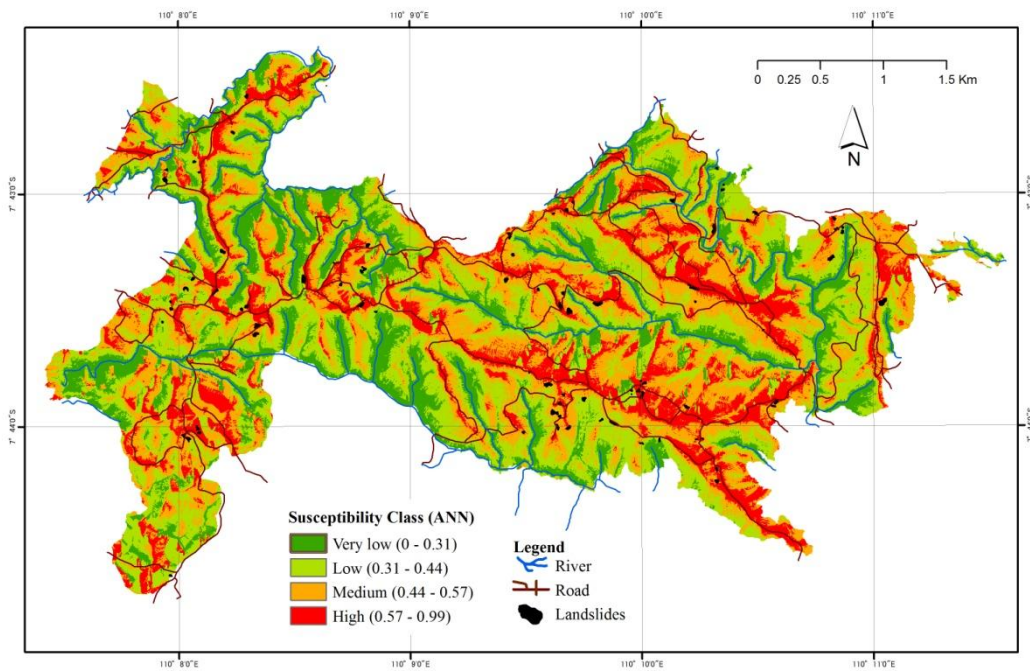 110° 8'0"E 110° 9'0"E 110° 10'0"E 110° 11'0"E
0 0.25 0.5 1 1.5 Km
N
7° 43'0"S
7° 44'0"S
Susceptibility Class (ANN)
Very low (0 - 0.31)
Low (0.31 - 0.44)
Medium (0.44 - 0.57)
High (0.57 - 0.99)
Legend
River
Road
Landslides
110° 8'0"E 110° 9'0"E 110° 10'0"E 110° 11'0"E